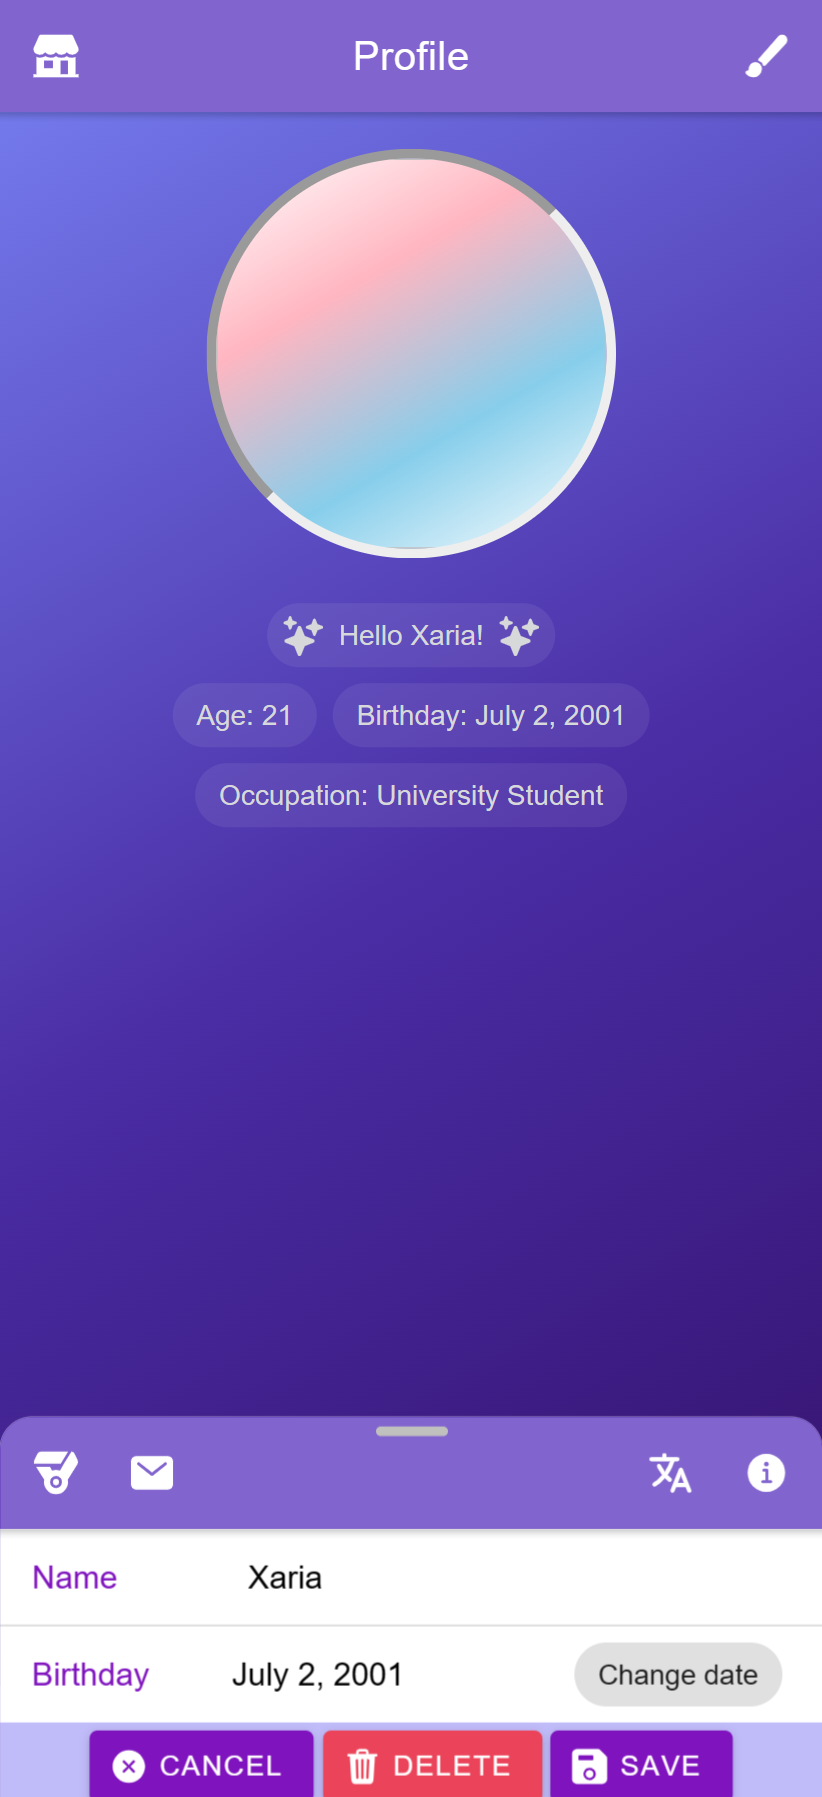 Profile
Hello Xaria!
Age: 21 Birthday: July 2, 2001
Occupation: University Student
Name Xaria
Birthday July 2, 2001 Change date
CANCEL DELETE SAVE